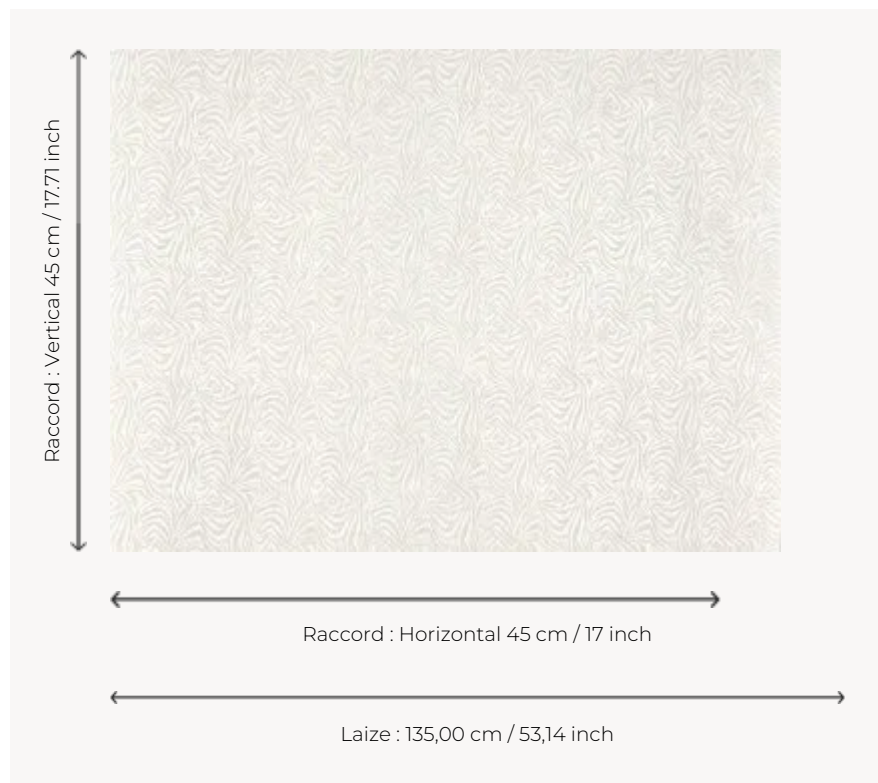 Raccord : Vertical 45 cm / 17.71 inch
Raccord : Horizontal 45 cm / 17 inch
Laize : 135,00 cm / 53,14 inch